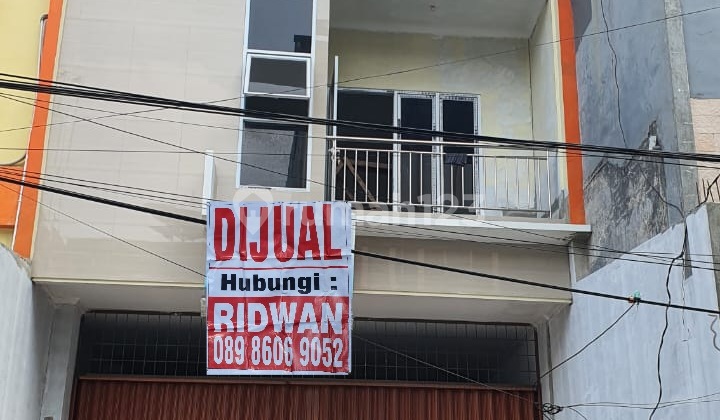 DIJUAL
Hubungi :
RIDWAN
089 8606 9052